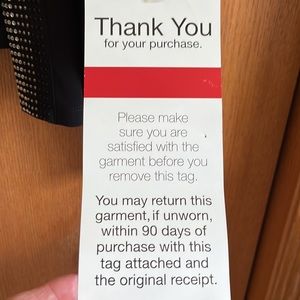 Thank You
for your purchase.
Please make
sure you are
satisfied with the
garment before you
remove this tag.
You may return this
garment, if unworn,
within 90 days of
purchase with this
tag attached and
the original receipt.